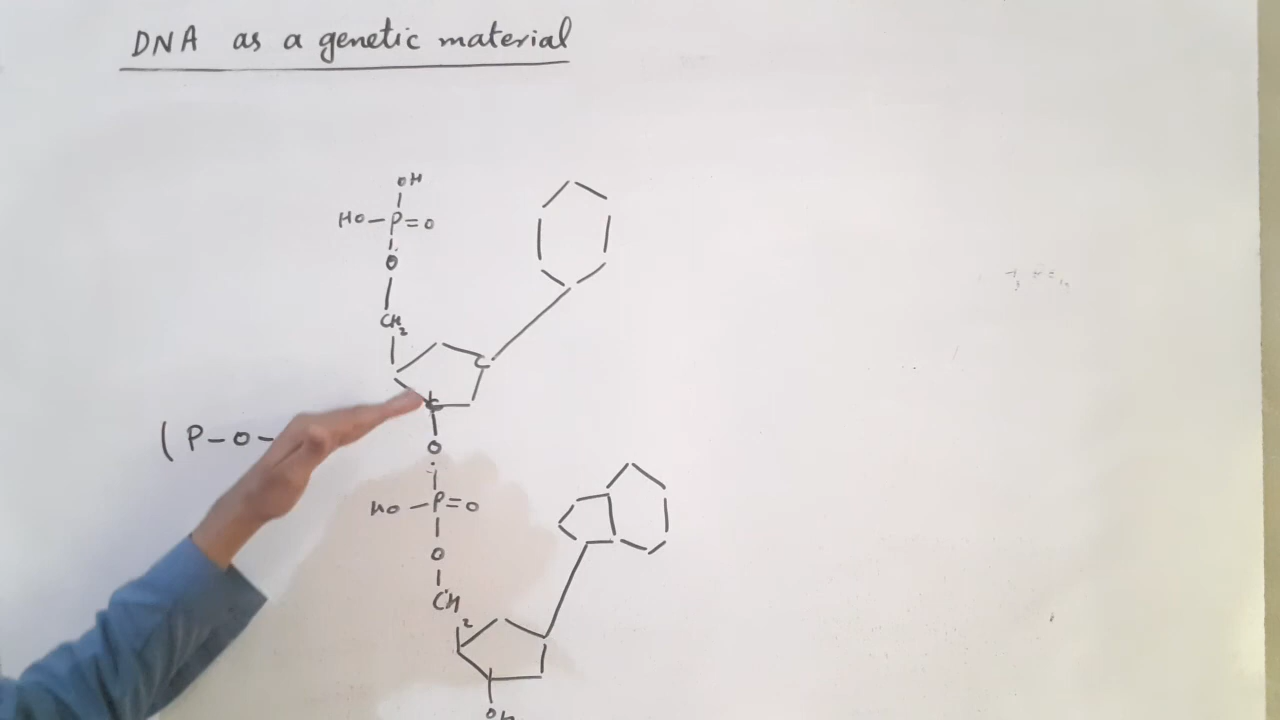 DNA as a genetic material
OH
HO-P=O
O
CH2
C
C
(P-O-
O
HO-P=O
O
CH2
OH